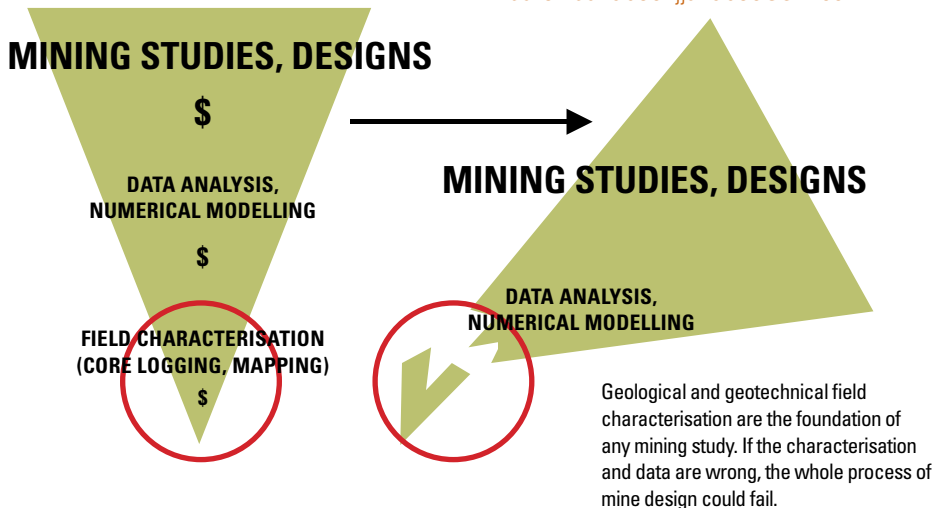 MINING STUDIES, DESIGNS
$
DATA ANALYSIS,
NUMERICAL MODELLING
$
FIELD CHARACTERISATION
(CORE LOGGING, MAPPING)
$
MINING STUDIES, DESIGNS
DATA ANALYSIS,
NUMERICAL MODELLING
Geological and geotechnical field
characterisation are the foundation of
any mining study. If the characterisation
and data are wrong, the whole process of
mine design could fail.